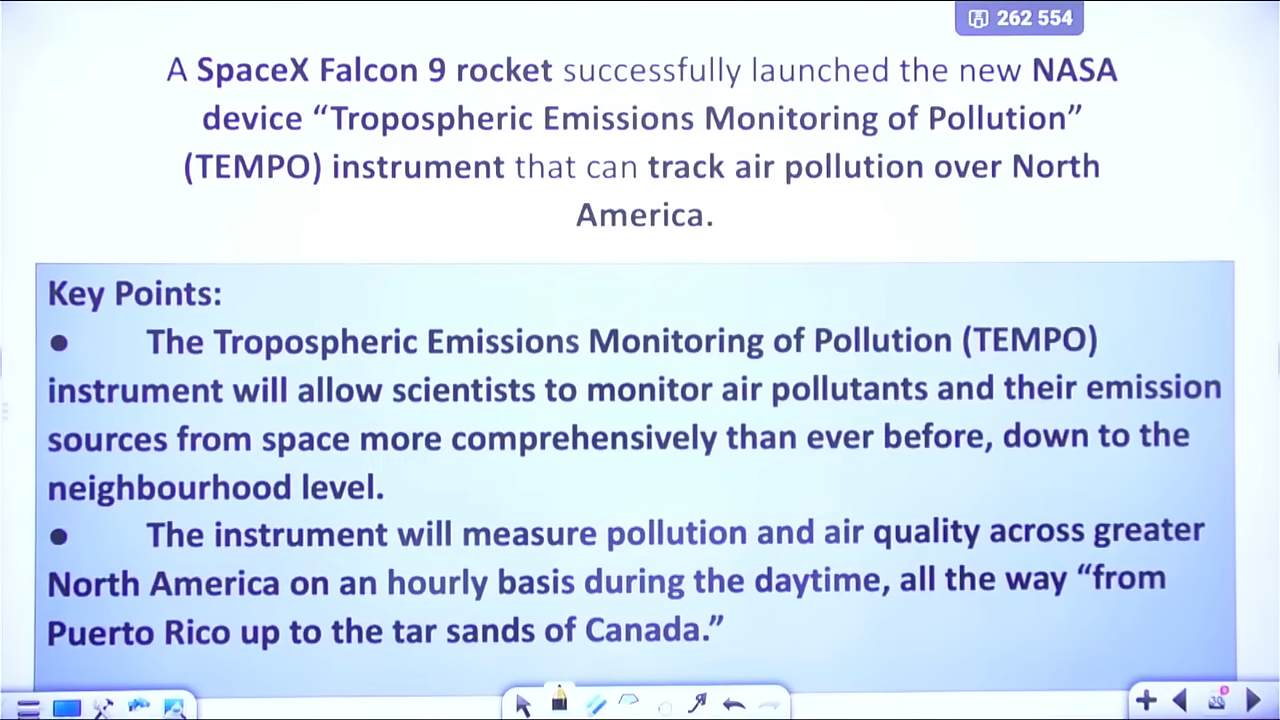 262 554
A SpaceX Falcon 9 rocket successfully launched the new NASA
device “Tropospheric Emissions Monitoring of Pollution”
(TEMPO) instrument that can track air pollution over North
America.
Key Points:
● The Tropospheric Emissions Monitoring of Pollution (TEMPO)
instrument will allow scientists to monitor air pollutants and their emission
sources from space more comprehensively than ever before, down to the
neighbourhood level.
● The instrument will measure pollution and air quality across greater
North America on an hourly basis during the daytime, all the way “from
Puerto Rico up to the tar sands of Canada.”